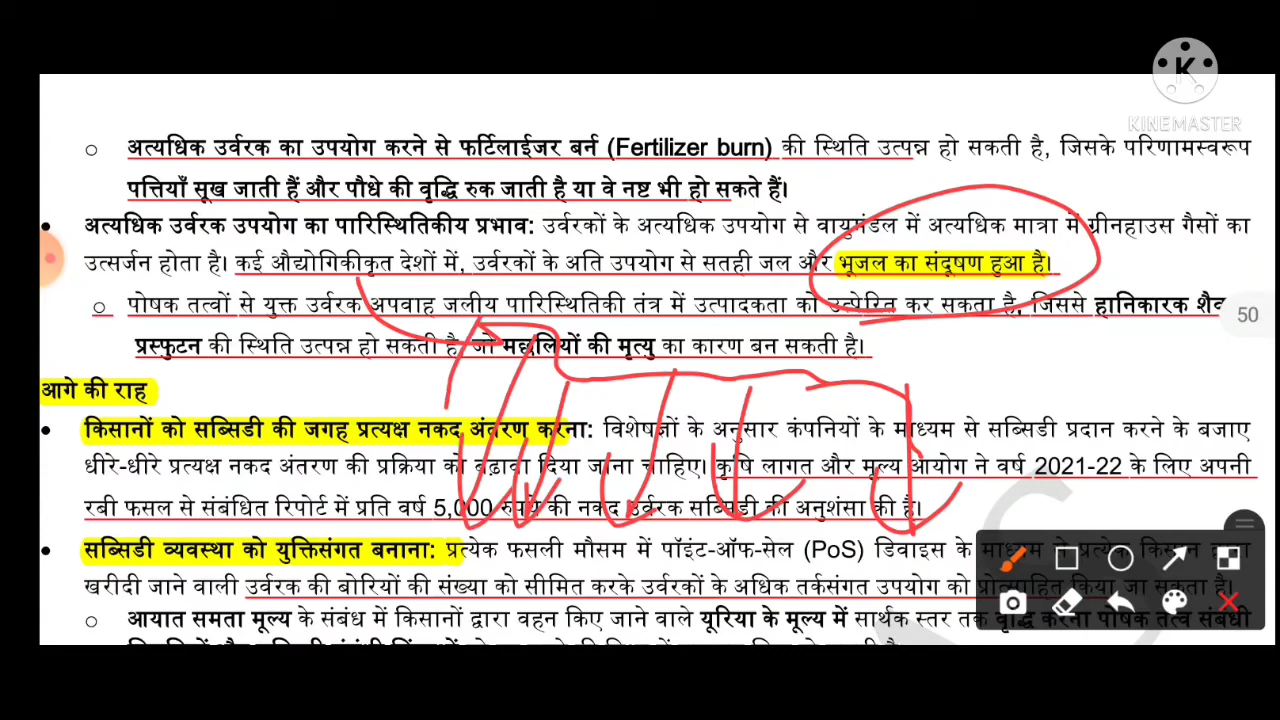 KINEMASTER
अत्यधिक उर्वरक का उपयोग करने से फर्टिलाईजर बर्न (Fertilizer burn) की स्थिति उत्पन्न हो सकती है, जिसके परिणामस्वरूप
पत्तियाँ सूख जाती हैं और पौधे की वृद्धि रुक जाती है या वे नष्ट भी हो सकते हैं।
अत्यधिक उर्वरक उपयोग का पारिस्थितिकीय प्रभाव: उर्वरकों के अत्यधिक उपयोग से वायुमंडल में अत्यधिक मात्रा में ग्रीनहाउस गैसों का
उत्सर्जन होता है। कई औद्योगिकीकृत देशों में, उर्वरकों के अति उपयोग से सतही जल और भूजल का संदूषण हुआ है।
पोषक तत्वों से युक्त उर्वरक अपवाह जलीय पारिस्थितिकी तंत्र में उत्पादकता को उत्प्रेरित कर सकता है, जिससे हानिकारक
50
प्रस्फुटन की स्थिति उत्पन्न हो सकती है, जो मछलियों की मृत्यु का कारण बन सकती है।
आगे की राह
किसानों को सब्सिडी की जगह प्रत्यक्ष नकद अंतरण करना: विशेषज्ञों के अनुसार कंपनियों के माध्यम से सब्सिडी प्रदान करने के बजाए
धीरे-धीरे प्रत्यक्ष नकद अंतरण की प्रक्रिया को बढ़ावा दिया जाना चाहिए। कृषि लागत और मूल्य आयोग ने वर्ष 2021-22 के लिए अपनी
रबी फसल से संबंधित रिपोर्ट में प्रति वर्ष 5,000 रुपये की नकद उर्वरक सब्सिडी की अनुशंसा की है।
सब्सिडी व्यवस्था को युक्तिसंगत बनाना: प्रत्येक फसली मौसम में पॉइंट-ऑफ-सेल (PoS) डिवाइस के माध्यम से प्रत्येक किसान द्वारा
खरीदी जाने वाली उर्वरक की बोरियों की संख्या को सीमित करके उर्वरकों के अधिक तर्कसंगत उपयोग को प्रोत्साहित किया जा सकता है।
आयात समता मूल्य के संबंध में किसानों द्वारा वहन किए जाने वाले यूरिया के मूल्य में सार्थक स्तर तक वृद्धि करना पोषक तत्व संबंधी